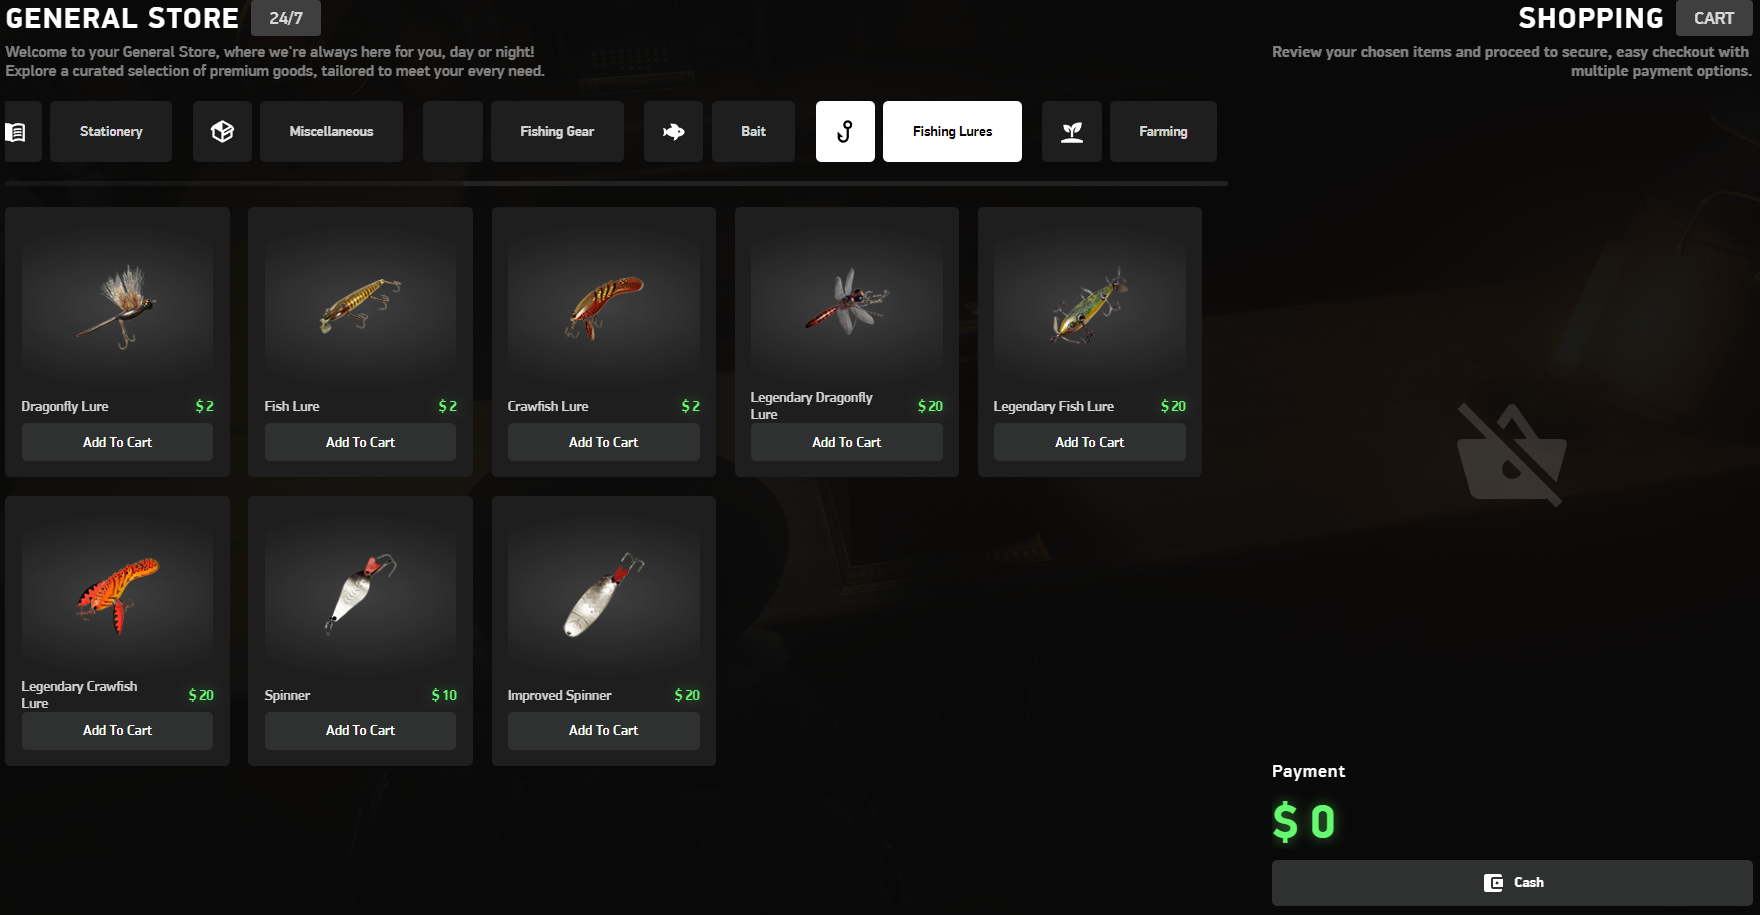 GENERAL STORE
24/7
Welcome to your General Store, where we're always here for you, day or night!
Explore a curated selection of premium goods, tailored to meet your every need.
SHOPPING
CART
Review your chosen items and proceed to secure, easy checkout with
multiple payment options.
Stationery
Miscellaneous
Fishing Gear
Bait
Fishing Lures
Farming
Dragonfly Lure
$ 2
Add To Cart
Fish Lure
$ 2
Add To Cart
Crawfish Lure
$ 2
Add To Cart
Legendary Dragonfly
Lure
$ 20
Add To Cart
Legendary Fish Lure
$ 20
Add To Cart
Legendary Crawfish
Lure
$ 20
Add To Cart
Spinner
$ 10
Add To Cart
Improved Spinner
$ 20
Add To Cart
Payment
$ 0
Cash